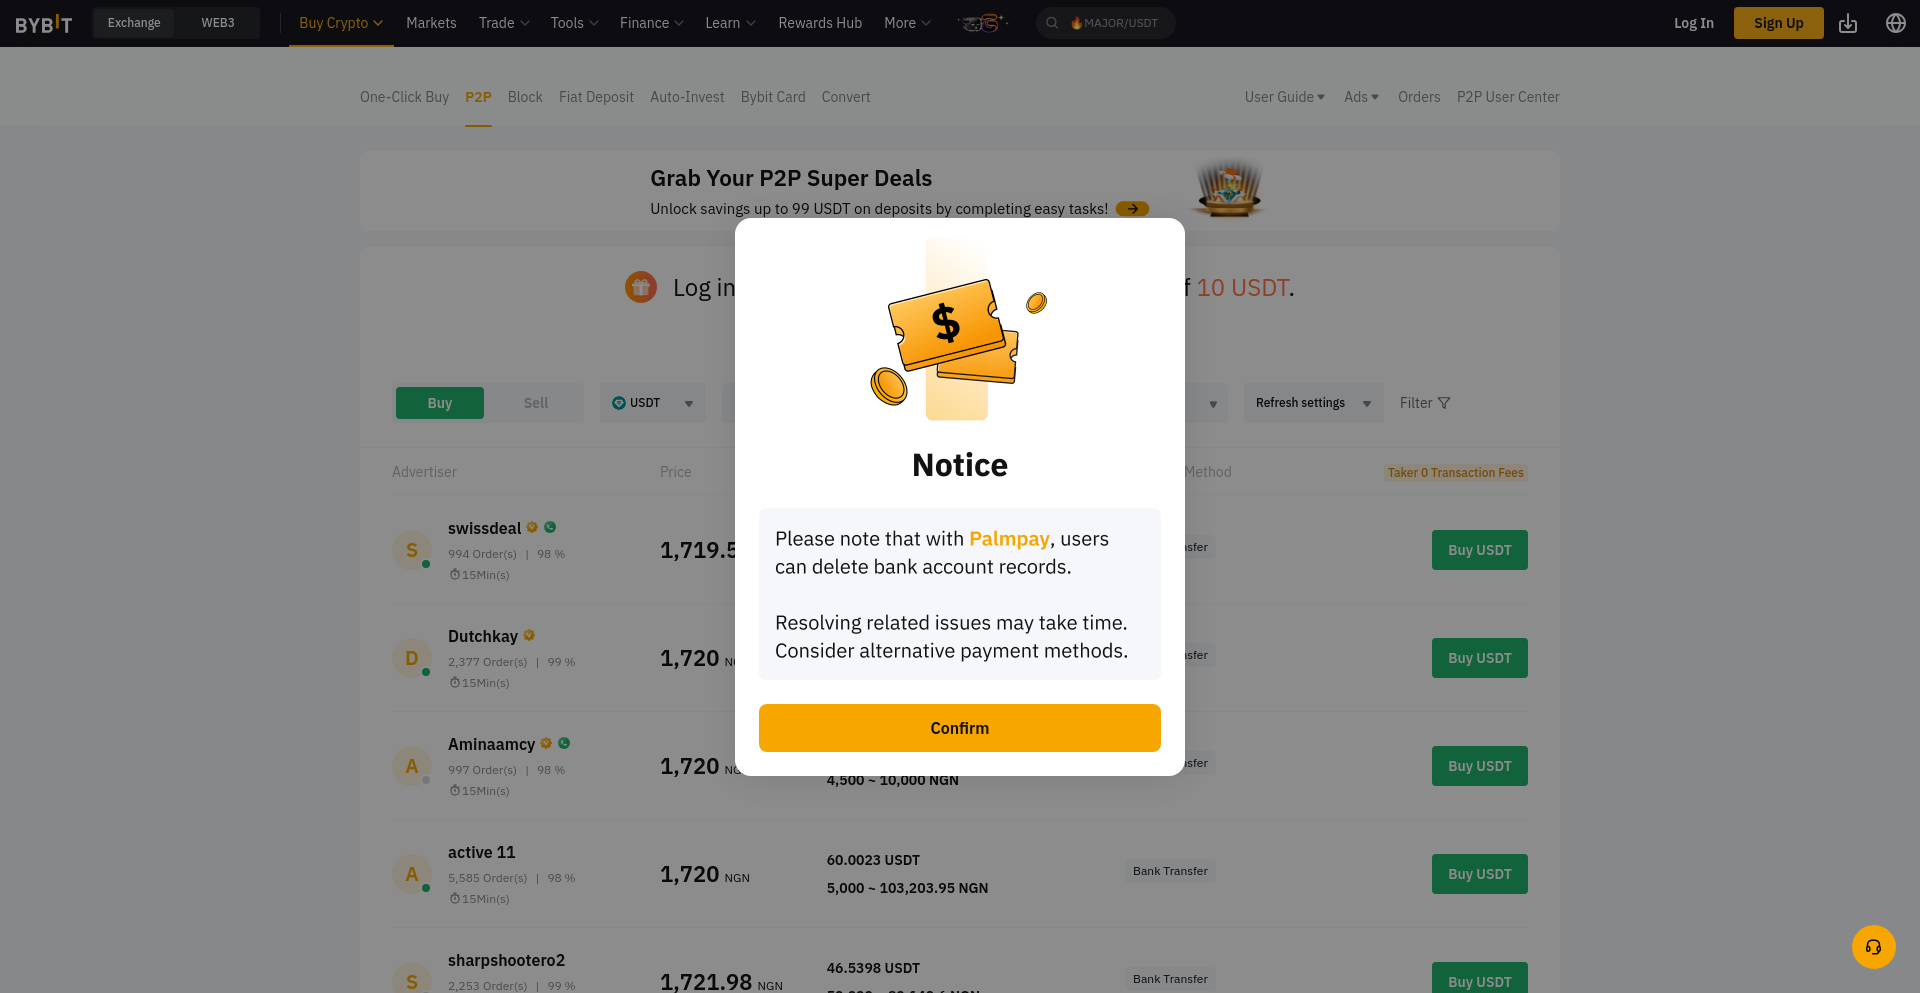 BYBIT Exchange WEB3 Buy Crypto Markets Trade Tools Finance Learn Rewards Hub More MAJOR/USDT Log In Sign Up
One-Click Buy P2P Block Fiat Deposit Auto-Invest Bybit Card Convert User Guide Ads Orders P2P User Center
Grab Your P2P Super Deals
Unlock savings up to 99 USDT on deposits by completing easy tasks!
Log in 10 USDT.
Buy Sell USDT Refresh settings Filter
Advertiser Price Method Taker 0 Transaction Fees
swissdeal
994 Order(s) | 98 %
15Min(s)
1,719.5
Buy USDT
Dutchkay
2,377 Order(s) | 99 %
15Min(s)
1,720
Buy USDT
Aminaamcy
997 Order(s) | 98 %
15Min(s)
1,720
4,500 ~ 10,000 NGN
Buy USDT
active 11
5,585 Order(s) | 98 %
15Min(s)
1,720 NGN
60.0023 USDT
5,000 ~ 103,203.95 NGN
Bank Transfer
Buy USDT
sharpshootero2
2,253 Order(s) | 99 %
1,721.98 NGN
46.5398 USDT
Bank Transfer
Buy USDT
$
Notice
Please note that with Palmpay, users
can delete bank account records.
Resolving related issues may take time.
Consider alternative payment methods.
Confirm